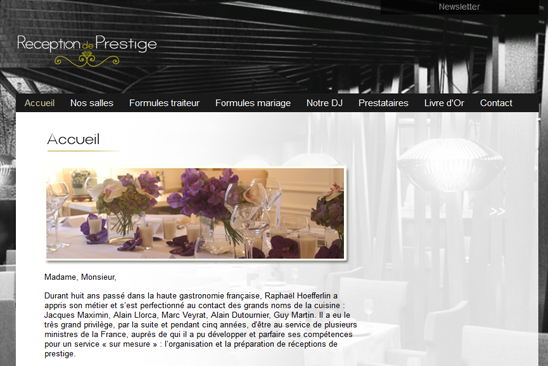 Newsletter
Reception de Prestige
Accueil Nos salles Formules traiteur Formules mariage Notre DJ Prestataires Livre d'Or Contact
Accueil
>>
Madame, Monsieur,
Durant huit ans passé dans la haute gastronomie française, Raphaël Hoefferlin a
appris son métier et s'est perfectionné au contact des grands noms de la cuisine :
Jacques Maximin, Alain Llorca, Marc Veyrat, Alain Dutournier, Guy Martin. Il a eu le
très grand privilège, par la suite et pendant cinq années, d'être au service de plusieurs
ministres de la France, auprès de qui il a pu développer et parfaire ses compétences
pour un service « sur mesure » : l'organisation et la préparation de réceptions de
prestige.